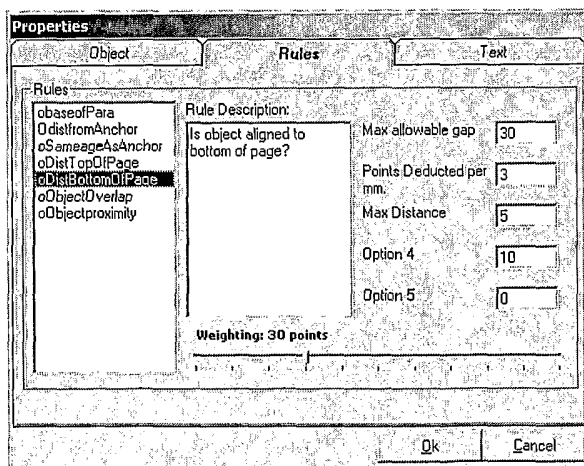 Properties
Object
Rules
Text
Rules
obaseofPara
OdistfromAnchor
oSameageAsAnchor
oDistTopOfPage
oDistBottomOfPage
oObjectOverlap
oObjectproximity
Rule Description:
Is object aligned to
bottom of page?
Max allowable gap
30
Points Deducted per
mm.
3
Max Distance
5
Option 4
10
Option 5
0
Weighting: 30 points
Ok
Cancel